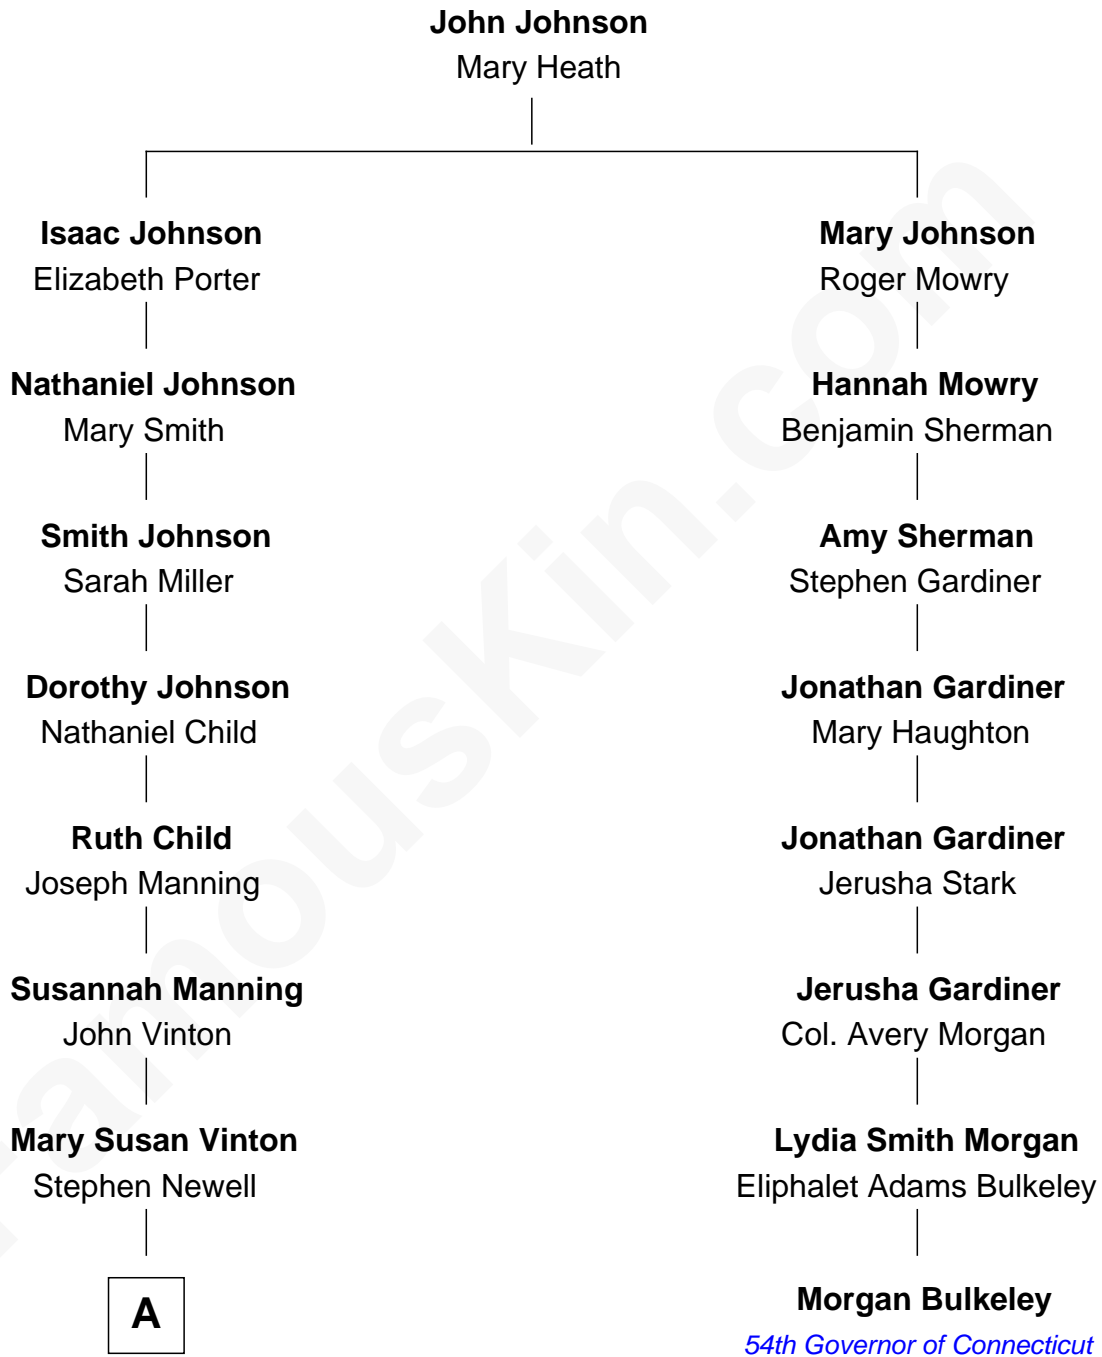 John Johnson
Mary Heath
Isaac Johnson
Elizabeth Porter
Mary Johnson
Roger Mowry
Nathaniel Johnson
Mary Smith
Hannah Mowry
Benjamin Sherman
Smith Johnson
Sarah Miller
Amy Sherman
Stephen Gardiner
Dorothy Johnson
Nathaniel Child
Jonathan Gardiner
Mary Haughton
Ruth Child
Joseph Manning
Jonathan Gardiner
Jerusha Stark
Susannah Manning
John Vinton
Jerusha Gardiner
Col. Avery Morgan
Mary Susan Vinton
Stephen Newell
Lydia Smith Morgan
Eliphalet Adams Bulkeley
A
Morgan Bulkeley
54th Governor of Connecticut
FamousKin.com